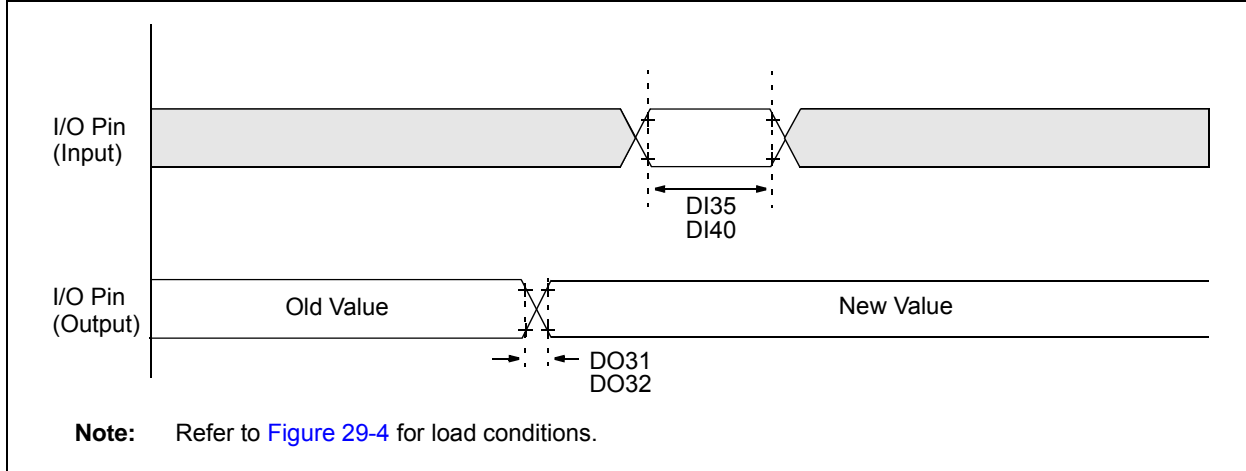 I/O Pin
(Input)
DI35
DI40
I/O Pin
(Output)
Old Value
New Value
DO31
DO32
Note: Refer to Figure 29-4 for load conditions.